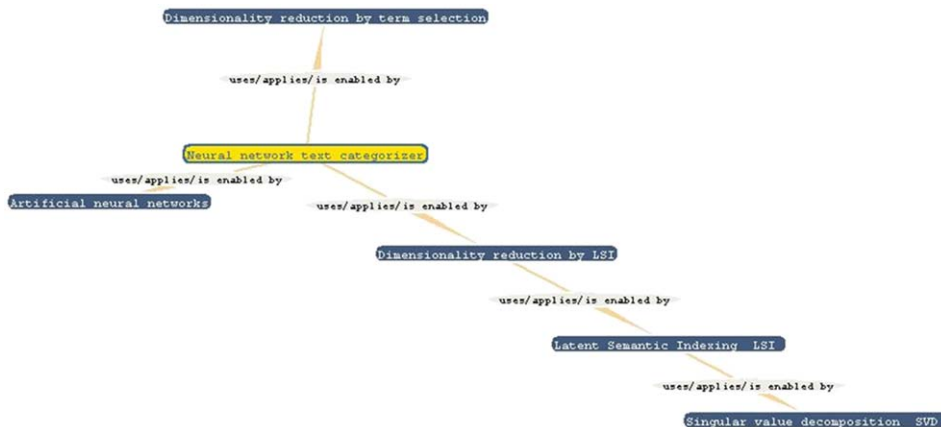 Dimensionality reduction by term selection
uses/applies/is enabled by
Neural network text categorizer
uses/applies/is enabled by
Artificial neural networks
uses/applies/is enabled by
Dimensionality reduction by LSI
uses/applies/is enabled by
Latent Semantic Indexing LSI
uses/applies/is enabled by
Singular value decomposition SVD